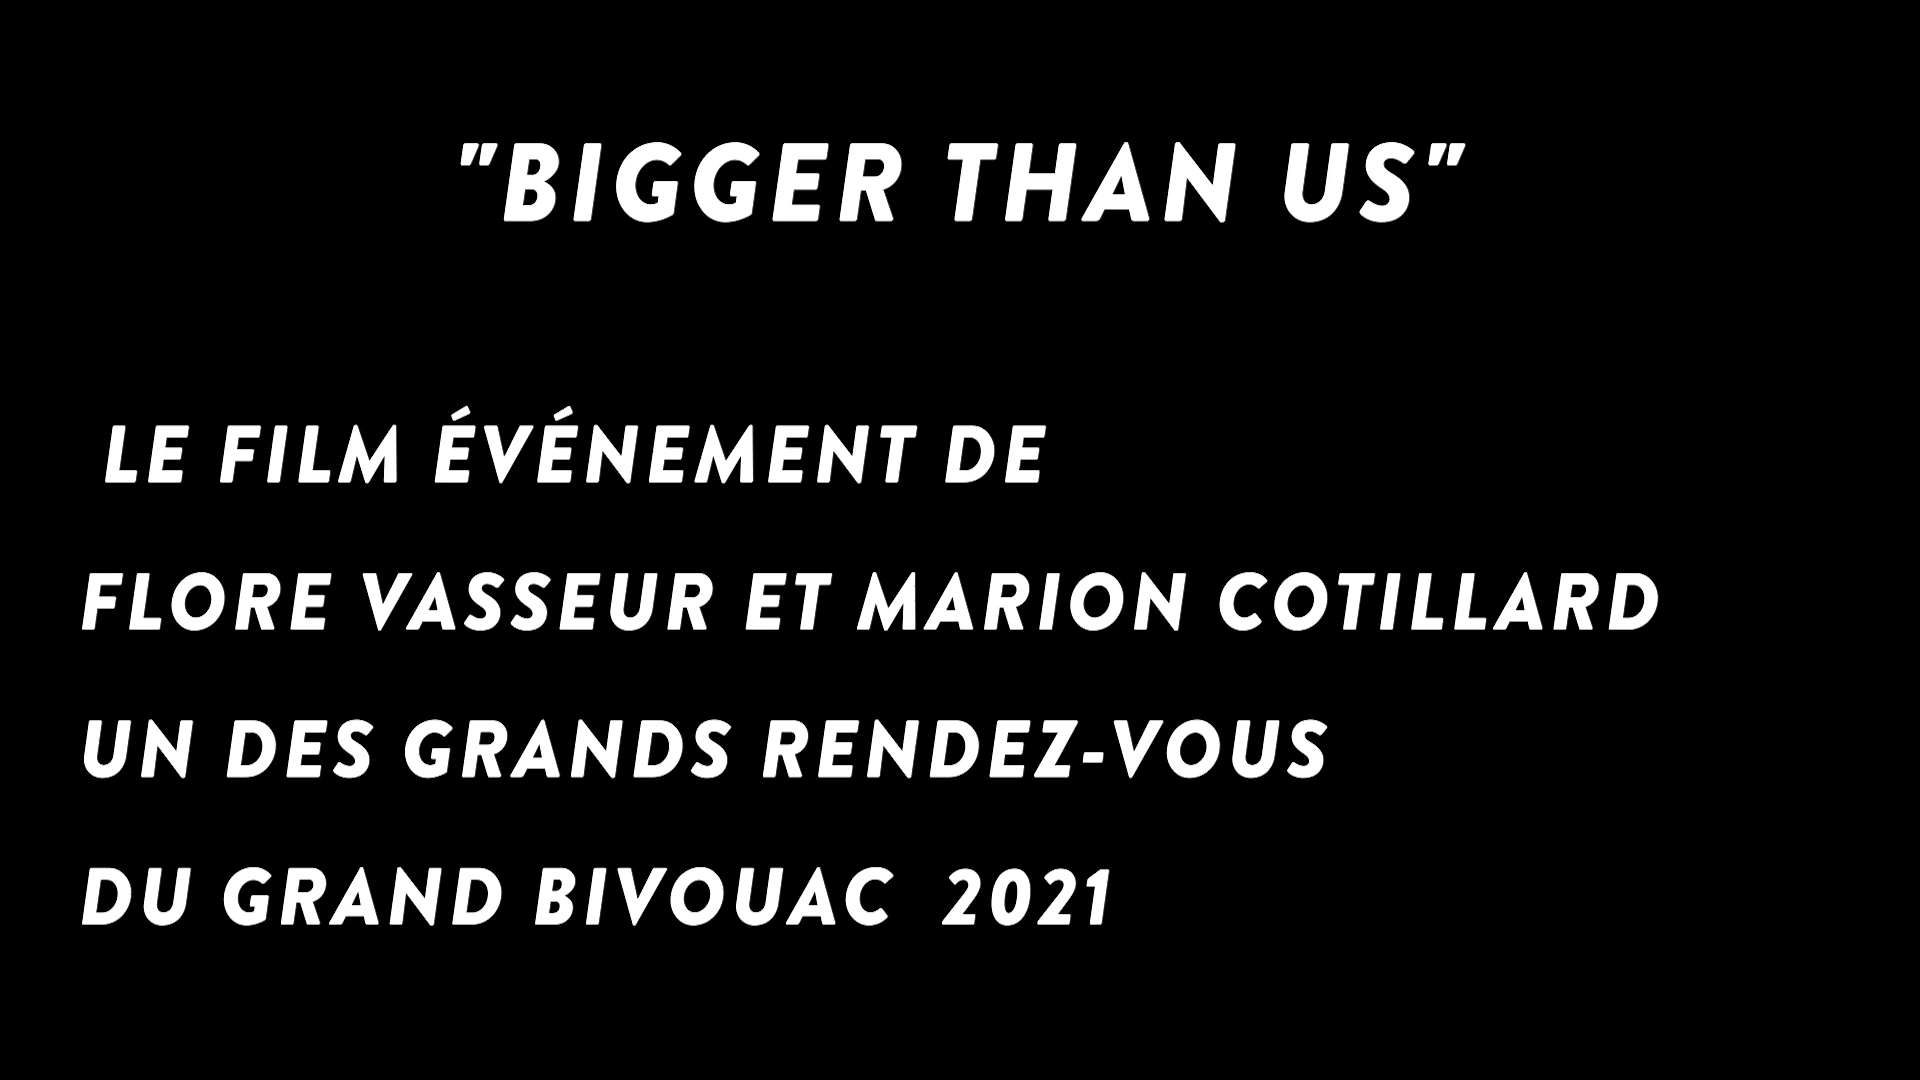 "BIGGER THAN US"
LE FILM ÉVÉNEMENT DE
FLORE VASSEUR ET MARION COTILLARD
UN DES GRANDS RENDEZ-VOUS
DU GRAND BIVOUAC 2021